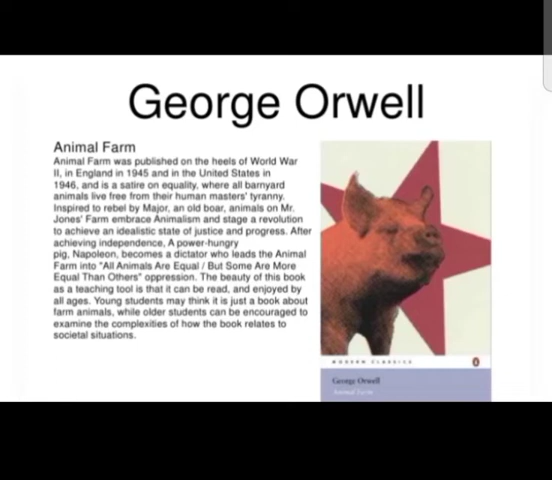 George Orwell
Animal Farm
Animal Farm was published on the heels of World War
II, in England in 1945 and in the United States in
1946, and is a satire on equality, where all barnyard
animals live free from their human masters' tyranny.
Inspired to rebel by Major, an old boar, animals on Mr.
Jones' Farm embrace Animalism and stage a revolution
to achieve an idealistic state of justice and progress. After
achieving independence, A power-hungry
pig, Napoleon, becomes a dictator who leads the Animal
Farm into "All Animals Are Equal / But Some Are More
Equal Than Others" oppression. The beauty of this book
as a teaching tool is that it can be read, and enjoyed by
all ages. Young students may think it is just a book about
farm animals, while older students can be encouraged to
examine the complexities of how the book relates to
societal situations.
MODERN CLASSICS
George Orwell
Animal Farm